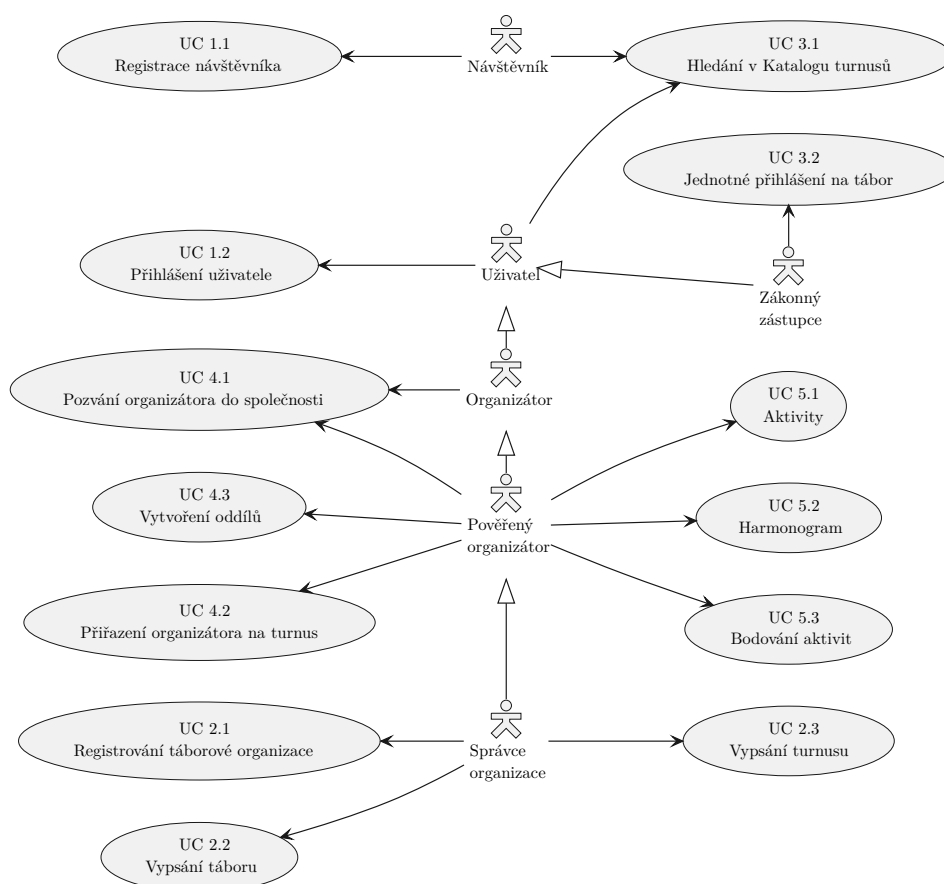 UC 1.1
Registrace návštěvníka
Návštěvník
UC 3.1
Hledání v Katalogu turnusů
UC 3.2
Jednotné přihlášení na tábor
UC 1.2
Přihlášení uživatele
Uživatel
Zákonný
zástupce
UC 4.1
Pozvání organizátora do společnosti
Organizátor
UC 5.1
Aktivity
UC 4.3
Vytvoření oddílů
Pověřený
organizátor
UC 5.2
Harmonogram
UC 4.2
Přiřazení organizátora na turnus
UC 5.3
Bodování aktivit
UC 2.1
Registrování táborové organizace
Správce
organizace
UC 2.3
Vypsání turnusu
UC 2.2
Vypsání táboru